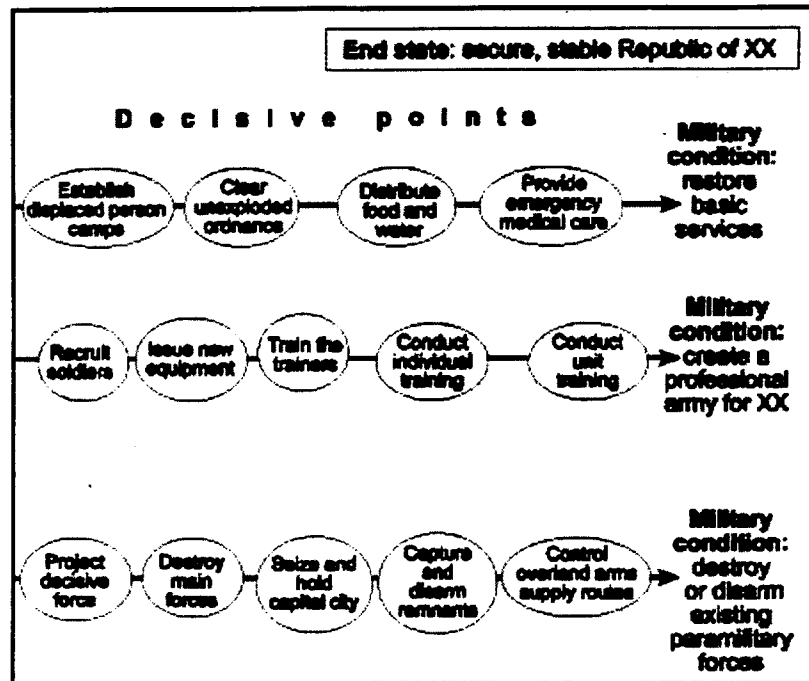 End state: secure, stable Republic of XX
Decisive points
Establish
displaced person
camps
Clear
unexploded
ordnance
Distribute
food and
water
Provide
emergency
medical care
Military
condition:
restore
basic
services
Recruit
soldiers
Issue new
equipment
Train the
trainers
Conduct
individual
training
Conduct
unit
training
Military
condition:
create a
professional
army for XX
Project
decisive
force
Destroy
main
forces
Seize and
hold
capital city
Capture
and
disarm
remnants
Control
overland arms
supply routes
Military
condition:
destroy
or disarm
existing
paramilitary
forces